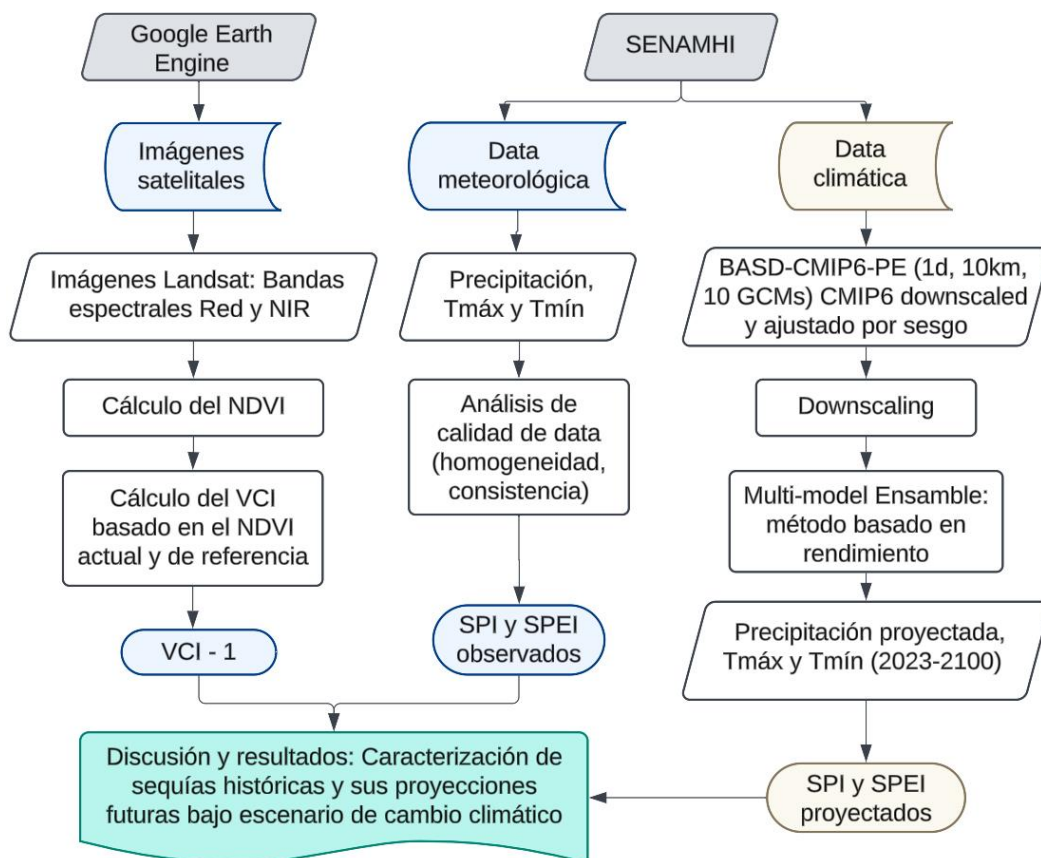 Google Earth
Engine
SENAMHI
Imágenes
satelitales
Data
meteorológica
Data
climática
Imágenes Landsat: Bandas
espectrales Red y NIR
Precipitación,
Tmáx y Tmín
BASD-CMIP6-PE (1d, 10km,
10 GCMs) CMIP6 downscaled
y ajustado por sesgo
Cálculo del NDVI
Análisis de
calidad de data
(homogeneidad,
consistencia)
Downscaling
Cálculo del VCI
basado en el NDVI
actual y de referencia
Multi-model Ensamble:
método basado en
rendimiento
VCI - 1
SPI y SPEI
observados
Precipitación proyectada,
Tmáx y Tmín (2023-2100)
Discusión y resultados: Caracterización de
sequías históricas y sus proyecciones
futuras bajo escenario de cambio climático
SPI y SPEI
proyectados